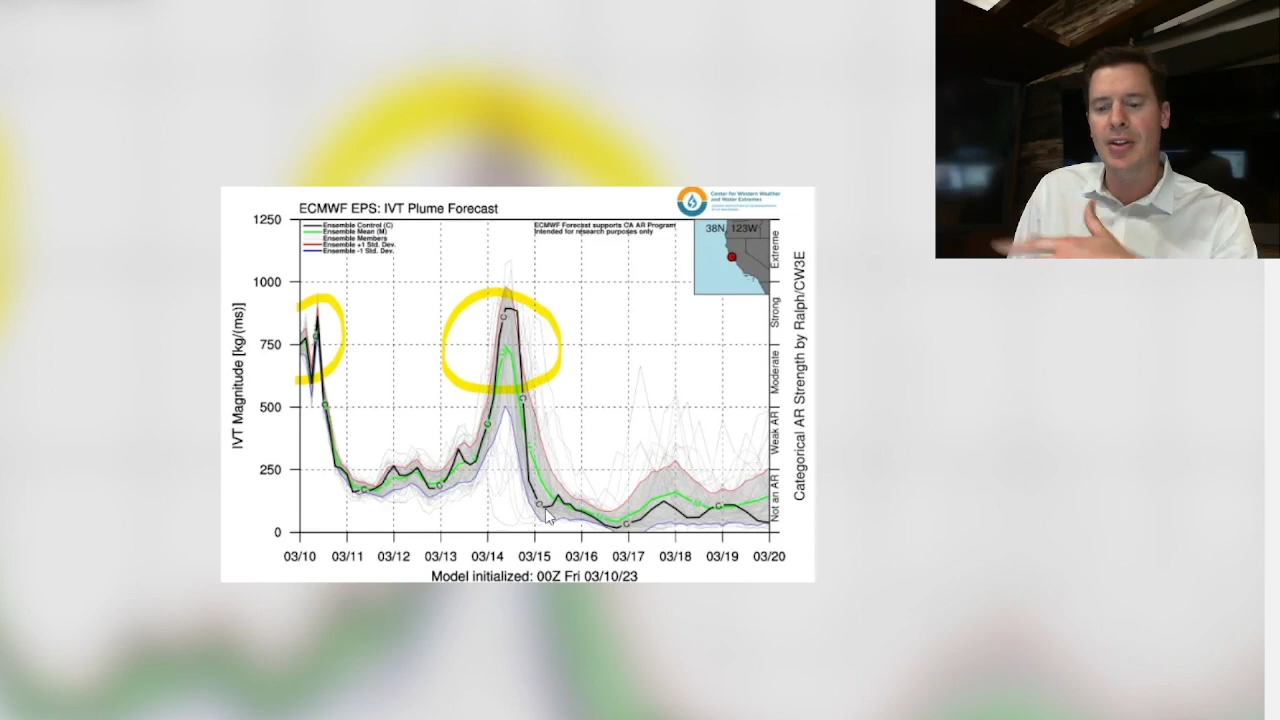 ECMWF EPS: IVT Plume Forecast
Center for Western Weather
and Water Extremes
1250
1000
750
500
250
0
IVT Magnitude [kg/(ms)]
Ensemble Control (C)
Ensemble Mean (M)
Ensemble Members
Ensemble +1 Std. Dev.
Ensemble -1 Std. Dev.
ECMWF Forecast supports CA AR Program
Intended for research purposes only
38N, 123W
Extreme
Strong
Moderate
Weak AR
Not an AR
Categorical AR Strength by Ralph/CW3E
C
C
C
C
C
C
C
C
C
C
03/10
03/11
03/12
03/13
03/14
03/15
03/16
03/17
03/18
03/19
03/20
Model initialized: 00Z Fri 03/10/23